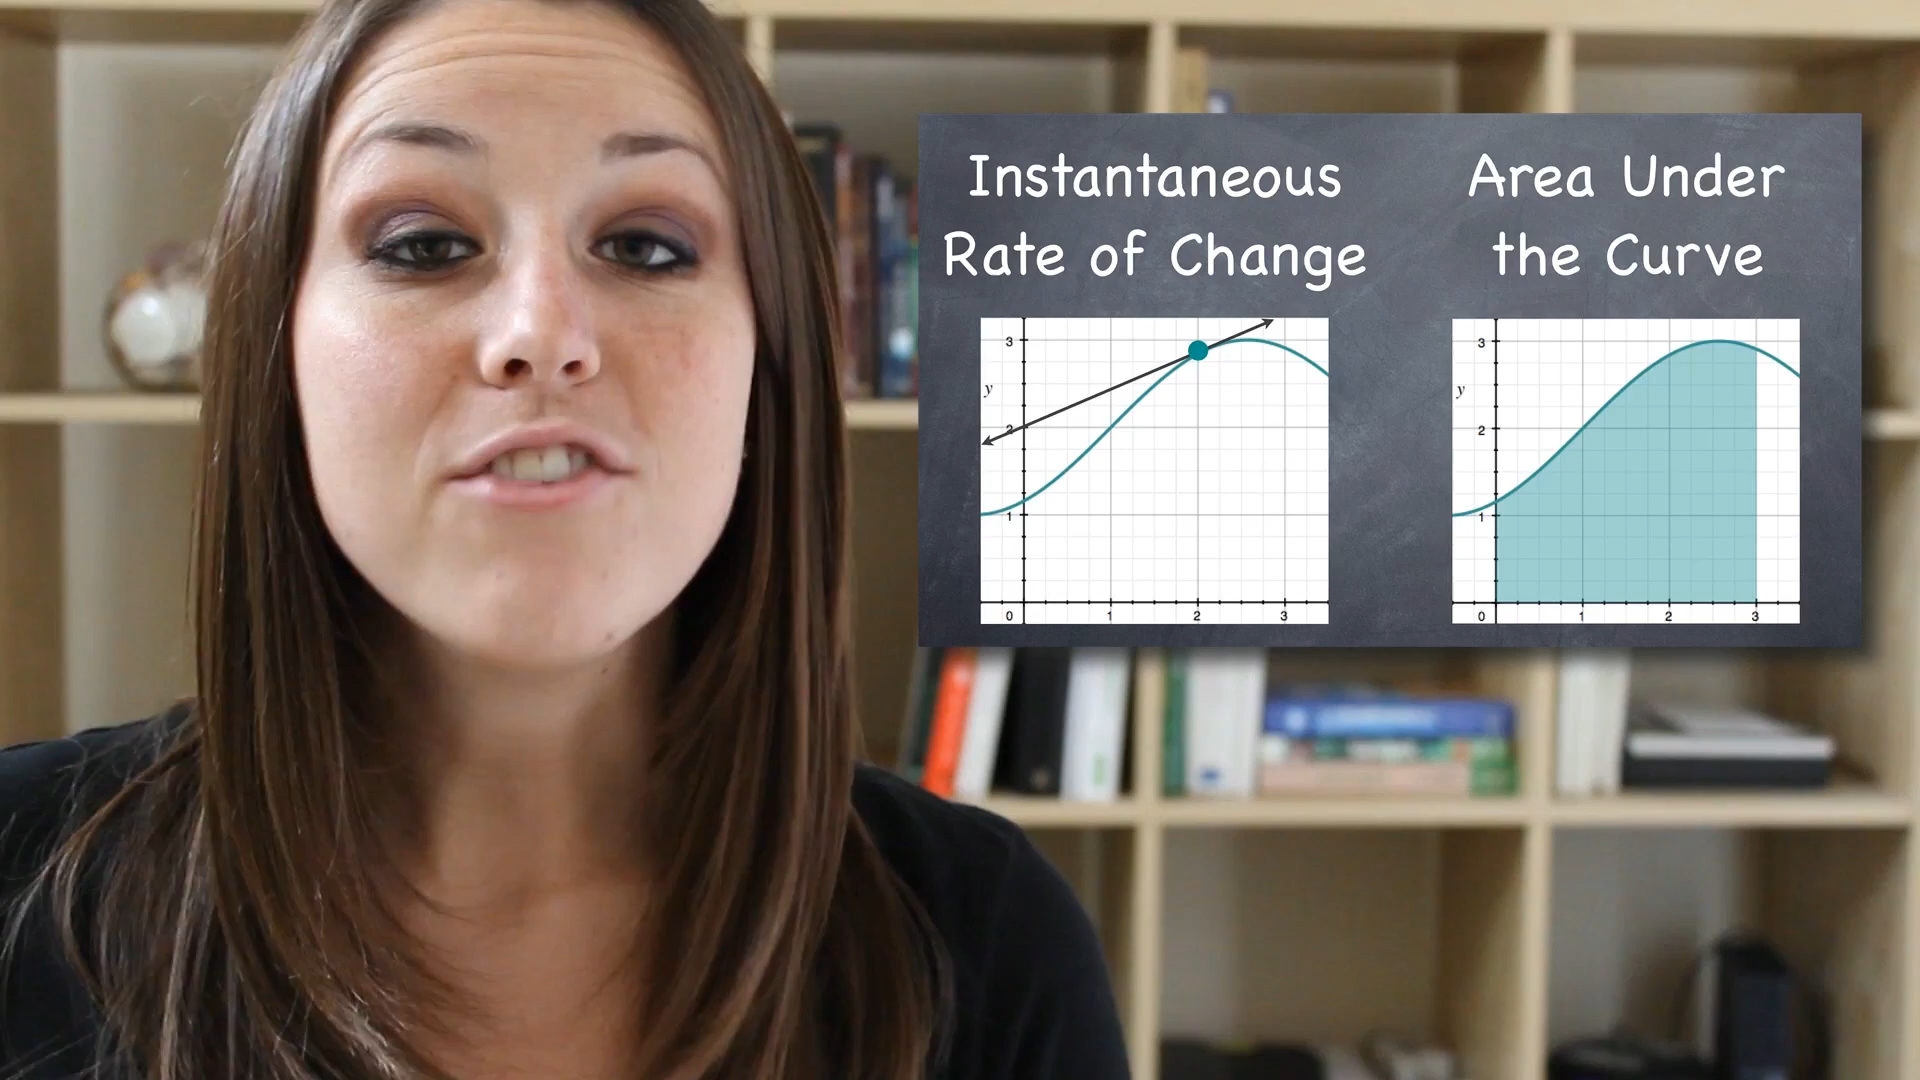 Instantaneous
Rate of Change
Area Under
the Curve
3
y
2
1
0 1 2 3
3
y
2
1
0 1 2 3